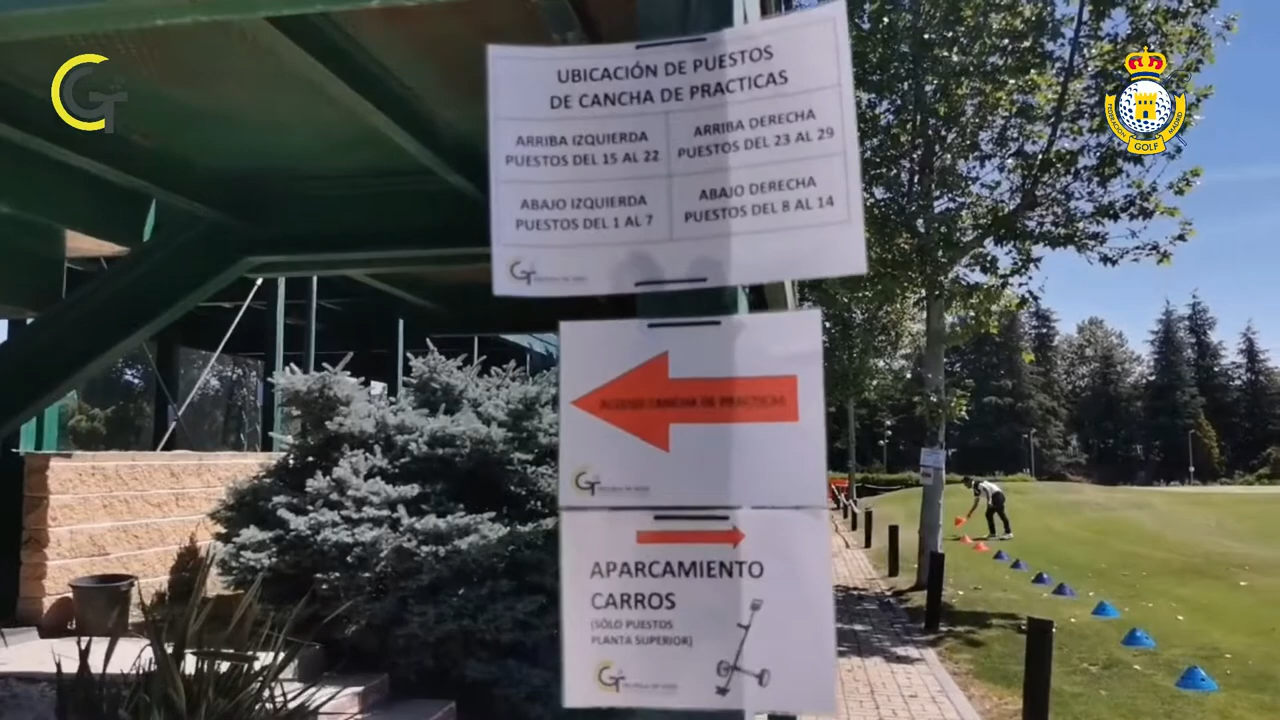 UBICACIÓN DE PUESTOS
DE CANCHA DE PRACTICAS
ARRIBA IZQUIERDA
PUESTOS DEL 15 AL 22
ARRIBA DERECHA
PUESTOS DEL 23 AL 29
ABAJO IZQUIERDA
PUESTOS DEL 1 AL 7
ABAJO DERECHA
PUESTOS DEL 8 AL 14
ACCESO CANCHA DE PRACTICAS
APARCAMIENTO
CARROS
(SÓLO PUESTOS
PLANTA SUPERIOR)
FEDERACIÓN GOLF MADRID